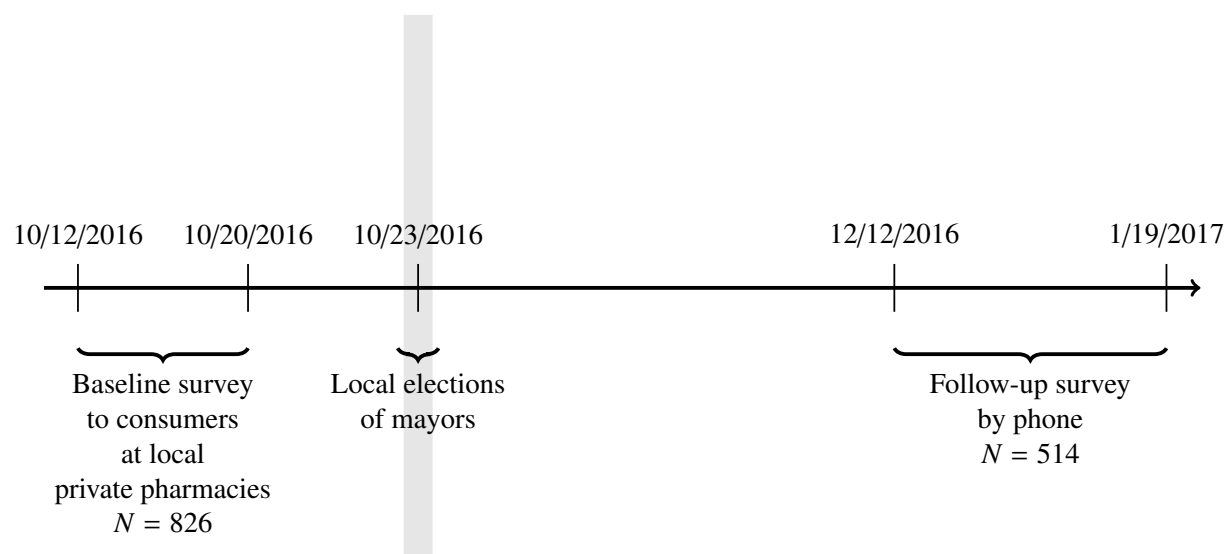 10/12/2016 10/20/2016 10/23/2016 12/12/2016 1/19/2017
Baseline survey
to consumers
at local
private pharmacies
N = 826
Local elections
of mayors
Follow-up survey
by phone
N = 514